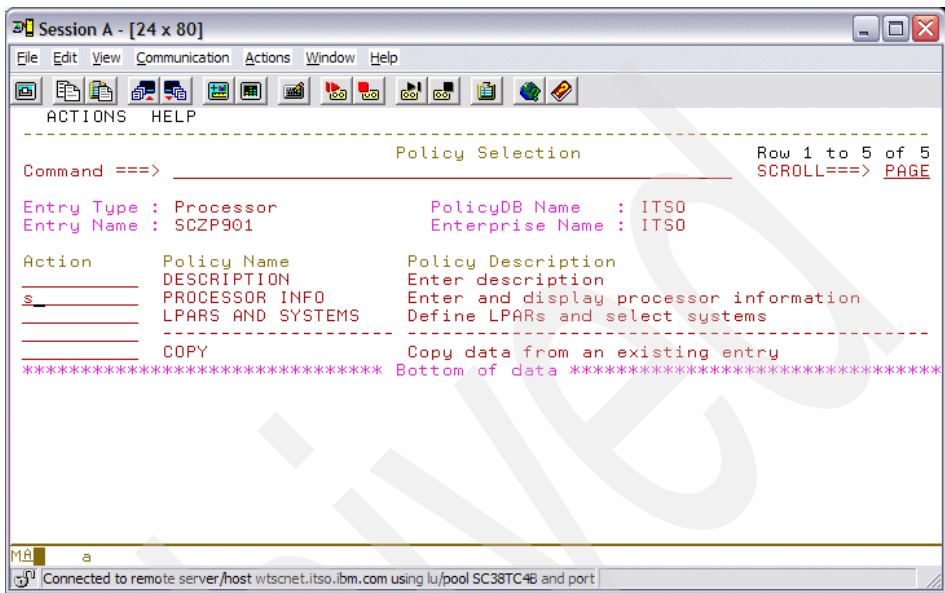 Session A - [24 x 80]
File Edit View Communication Actions Window Help
ACTIONS HELP
Policy Selection Row 1 to 5 of 5
Command ===> SCROLL===> PAGE
Entry Type : Processor PolicyDB Name : ITSO
Entry Name : SCZP901 Enterprise Name : ITSO
Action Policy Name Policy Description
DESCRIPTION Enter description
s PROCESSOR INFO Enter and display processor information
LPARS AND SYSTEMS Define LPARs and select systems
-------------------- ---------------------------------------------
COPY Copy data from an existing entry
******************************* Bottom of data ********************************
MA a
Connected to remote server/host wtscnet.itso.ibm.com using lu/pool SC38TC4B and port